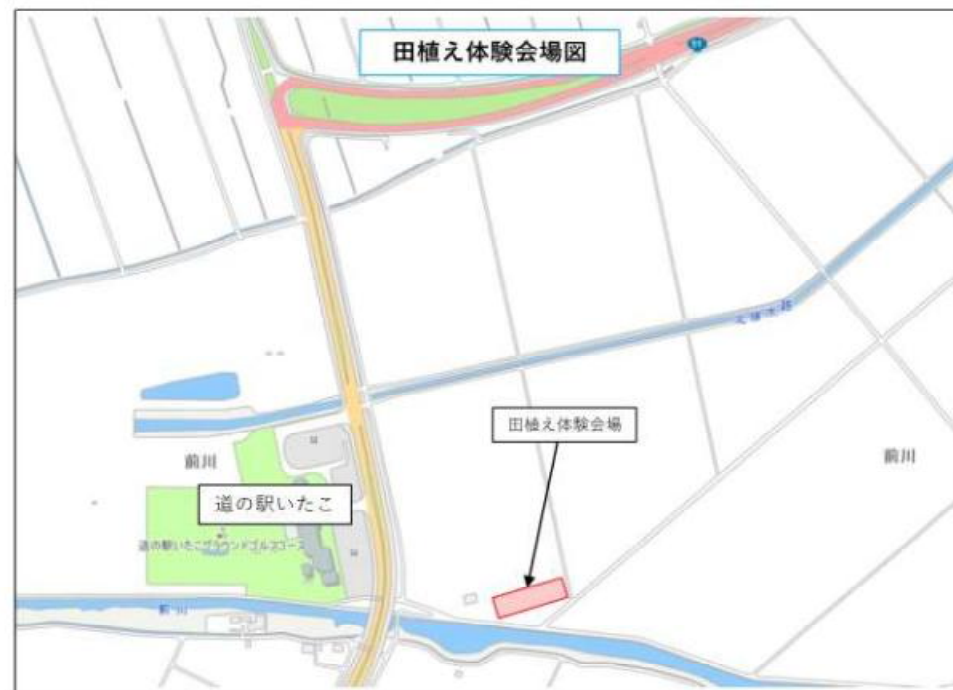 田植え体験会場図
51
田植え体験会場
前川
前川
道の駅いたこ
道の駅いたこグラウンドゴルフコース
前川